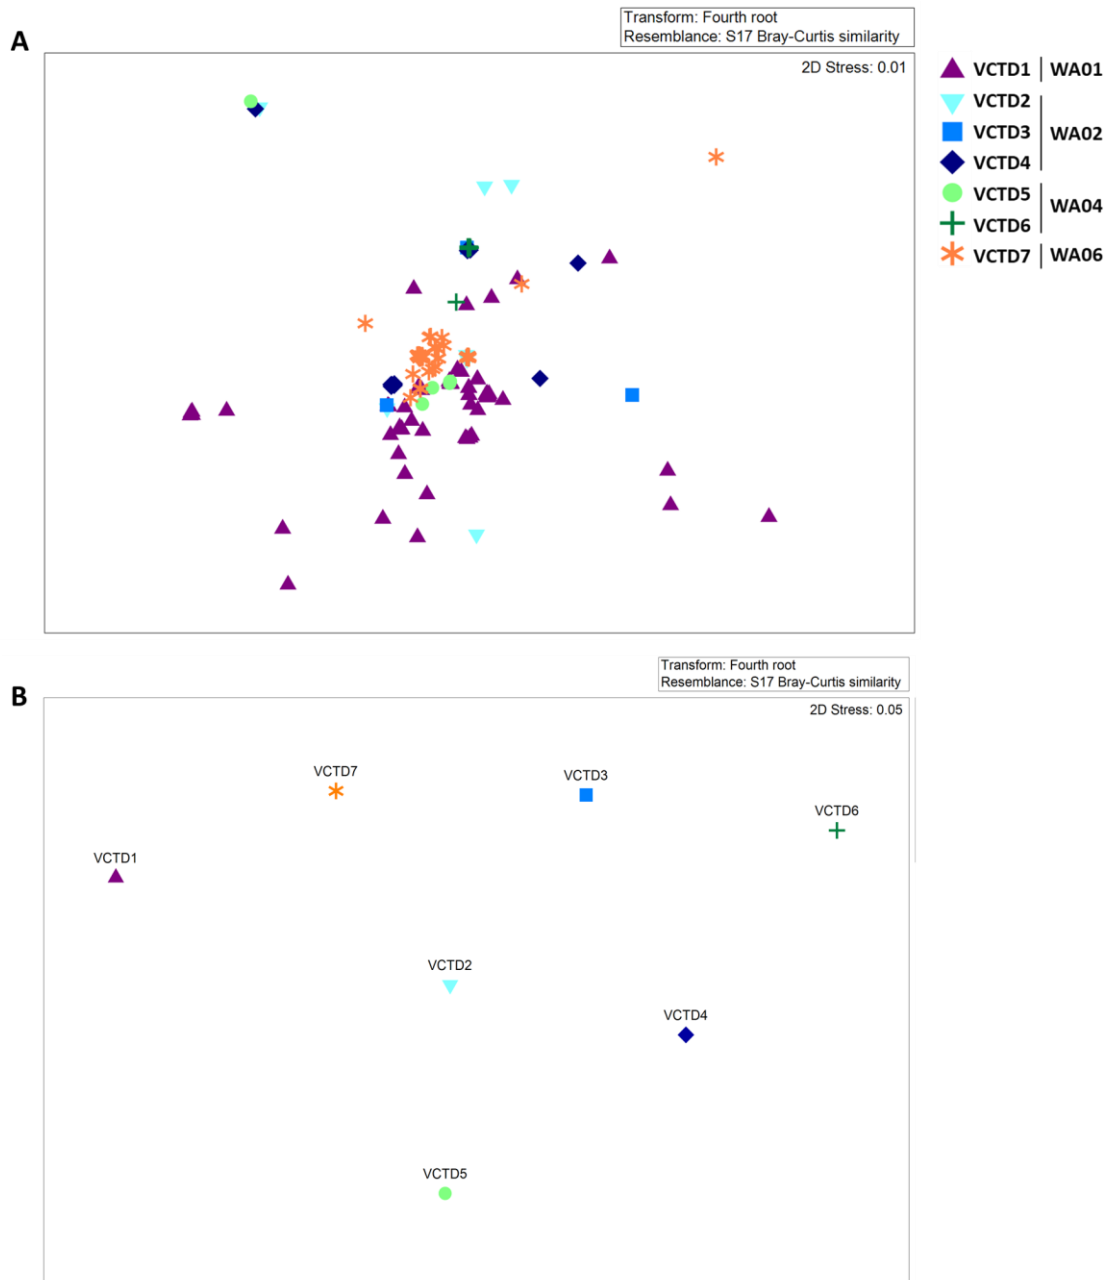 Transform: Fourth root
Resemblance: S17 Bray-Curtis similarity
A
2D Stress: 0.01
VCTD1 WA01
VCTD2
VCTD3 WA02
VCTD4
VCTD5
WA04
VCTD6
VCTD7 WA06
Transform: Fourth root
Resemblance: S17 Bray-Curtis similarity
B
2D Stress: 0.05
VCTD7
VCTD3
VCTD6
VCTD1
VCTD2
VCTD4
VCTD5